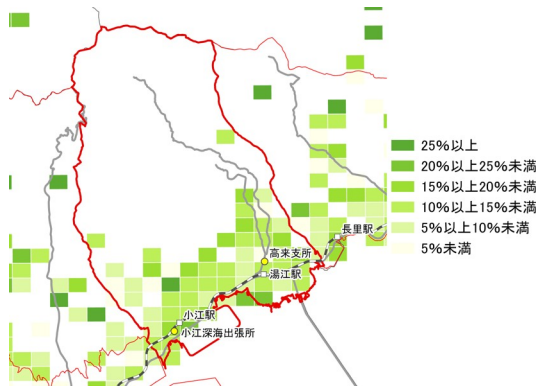 25%以上
20%以上25%未満
15%以上20%未満
10%以上15%未満
5%以上10%未満
5%未満
長里駅
高来支所
湯江駅
小江駅
小江深海出張所